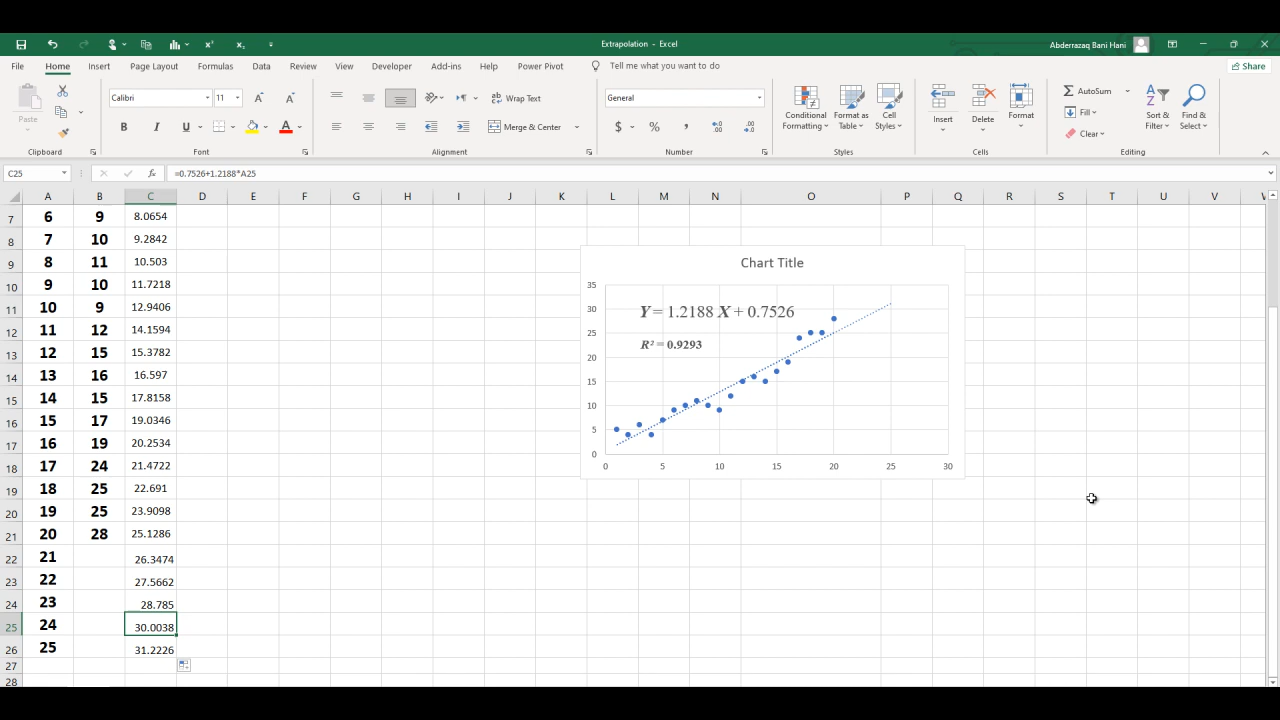 Extrapolation - Excel
Abderrazaq Bani Hani
File Home Insert Page Layout Formulas Data Review View Developer Add-ins Help Power Pivot Tell me what you want to do Share
Paste
Calibri 11
Wrap Text
General
Conditional Formatting
Format as Table
Cell Styles
Insert
Delete
Format
AutoSum
Fill
Clear
Sort & Filter
Find & Select
B I U
Merge & Center
$ % ,
Clipboard Font Alignment Number Styles Cells Editing
C25 fx =0.7526+1.2188*A25
A B C D E F G H I J K L M N O P Q R S T U V
7 6 9 8.0654
8 7 10 9.2842
9 8 11 10.503
10 9 10 11.7218
11 10 9 12.9406
12 11 12 14.1594
13 12 15 15.3782
14 13 16 16.597
15 14 15 17.8158
16 15 17 19.0346
17 16 19 20.2534
18 17 24 21.4722
19 18 25 22.691
20 19 25 23.9098
21 20 28 25.1286
22 21 26.3474
23 22 27.5662
24 23 28.785
25 24 30.0038
26 25 31.2226
27
28
Chart Title
Y = 1.2188 X + 0.7526
R² = 0.9293
35
30
25
20
15
10
5
0
0 5 10 15 20 25 30